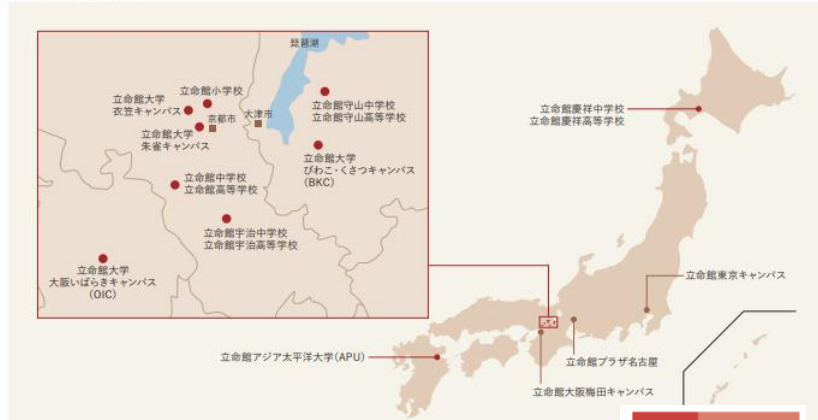 琵琶湖
立命館小学校
立命館大学
衣笠キャンパス
京都市
大津市
立命館守山中学校
立命館守山高等学校
立命館大学
朱雀キャンパス
立命館大学
びわこ・くさつキャンパス
(BKC)
立命館中学校
立命館高等学校
立命館宇治中学校
立命館宇治高等学校
立命館大学
大阪いばらきキャンパス
(OIC)
立命館慶祥中学校
立命館慶祥高等学校
立命館東京キャンパス
立命館アジア太平洋大学(APU)
立命館プラザ名古屋
立命館大阪梅田キャンパス